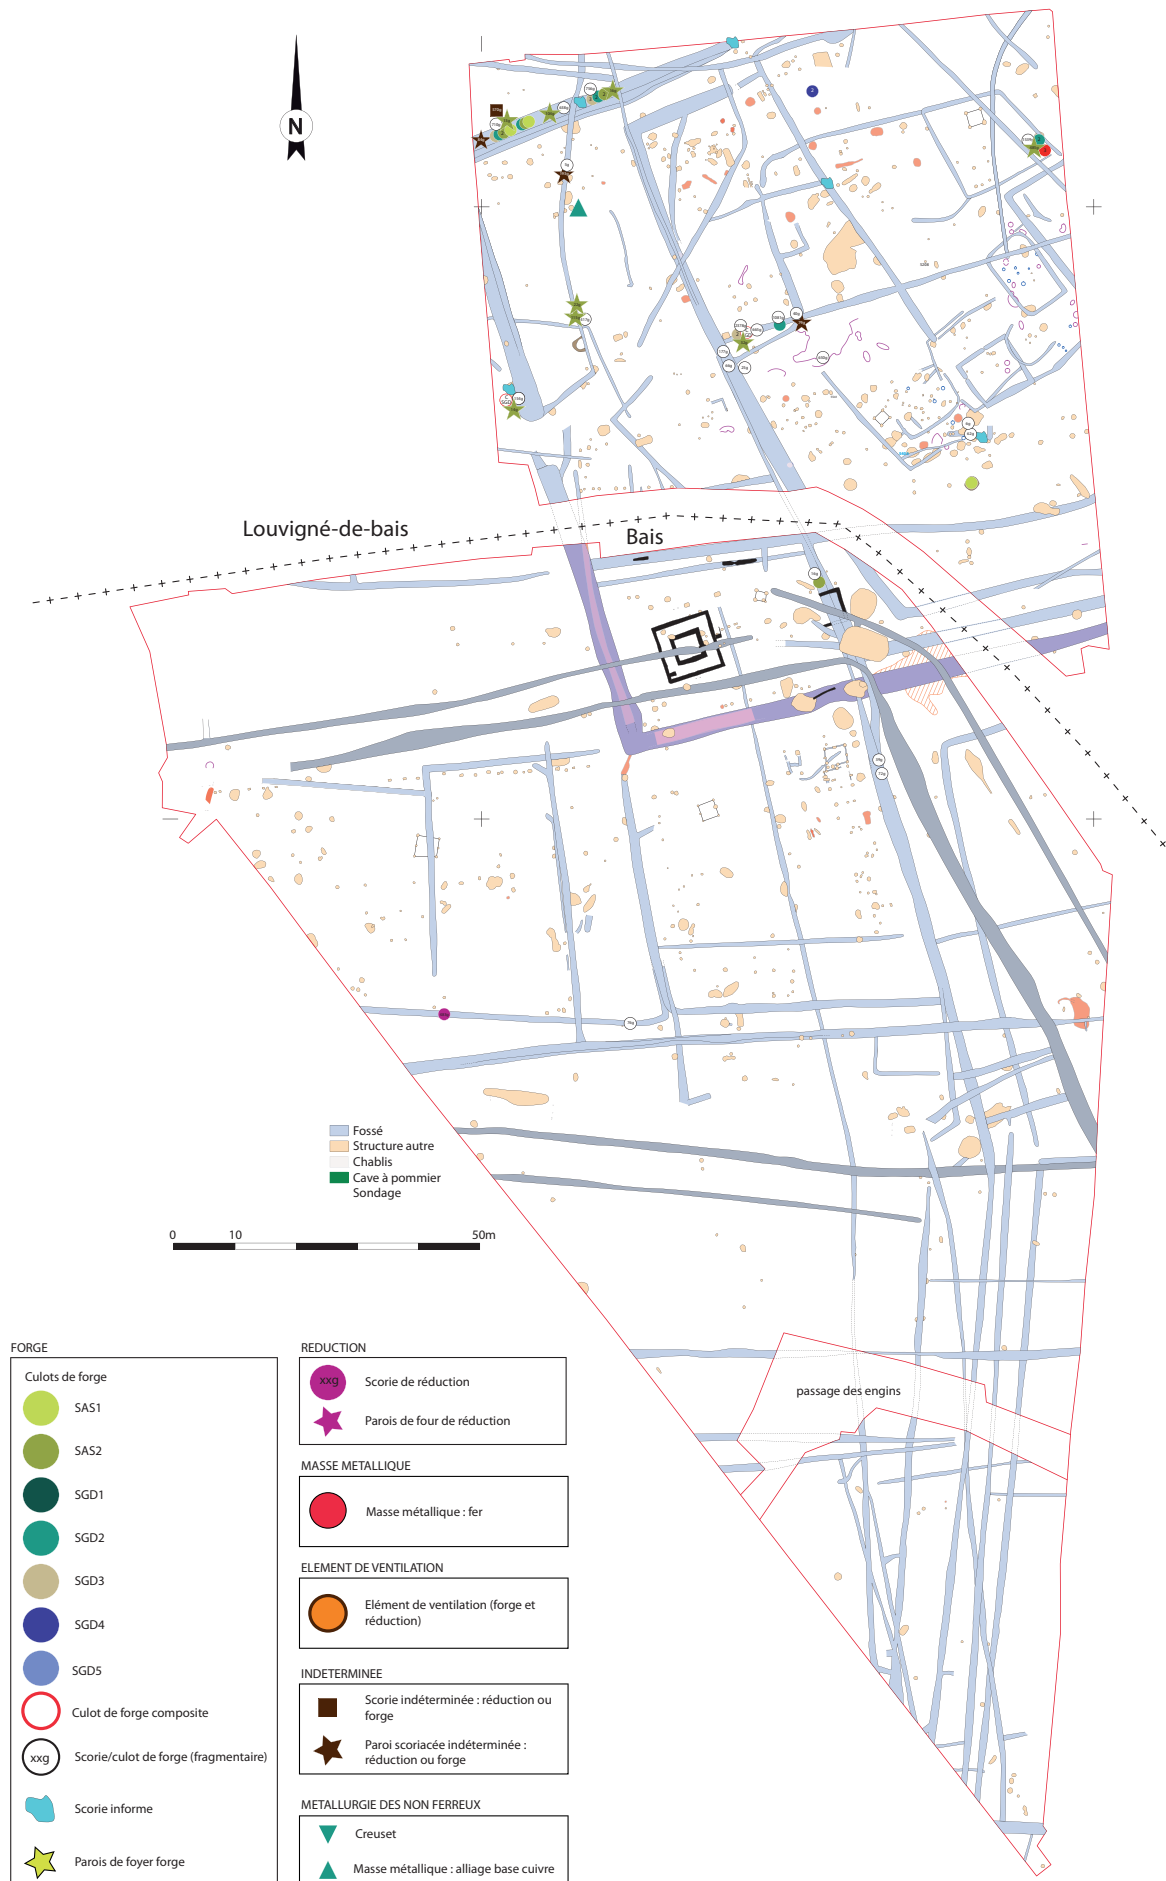 N
Louvigné-de-bais
Bais
Fossé
Structure autre
Chablis
Cave à pommier
Sondage
0 10 50m
passage des engins
FORGE
Culots de forge
SAS1
SAS2
SGD1
SGD2
SGD3
SGD4
SGD5
Culot de forge composite
xxg Scorie/culot de forge (fragmentaire)
Scorie informe
Parois de foyer forge
REDUCTION
xxg Scorie de réduction
Parois de four de réduction
MASSE METALLIQUE
Masse métallique : fer
ELEMENT DE VENTILATION
Elément de ventilation (forge et
réduction)
INDETERMINEE
Scorie indéterminée : réduction ou
forge
Paroi scoriacée indéterminée :
réduction ou forge
METALLURGIE DES NON FERREUX
Creuset
Masse métallique : alliage base cuivre